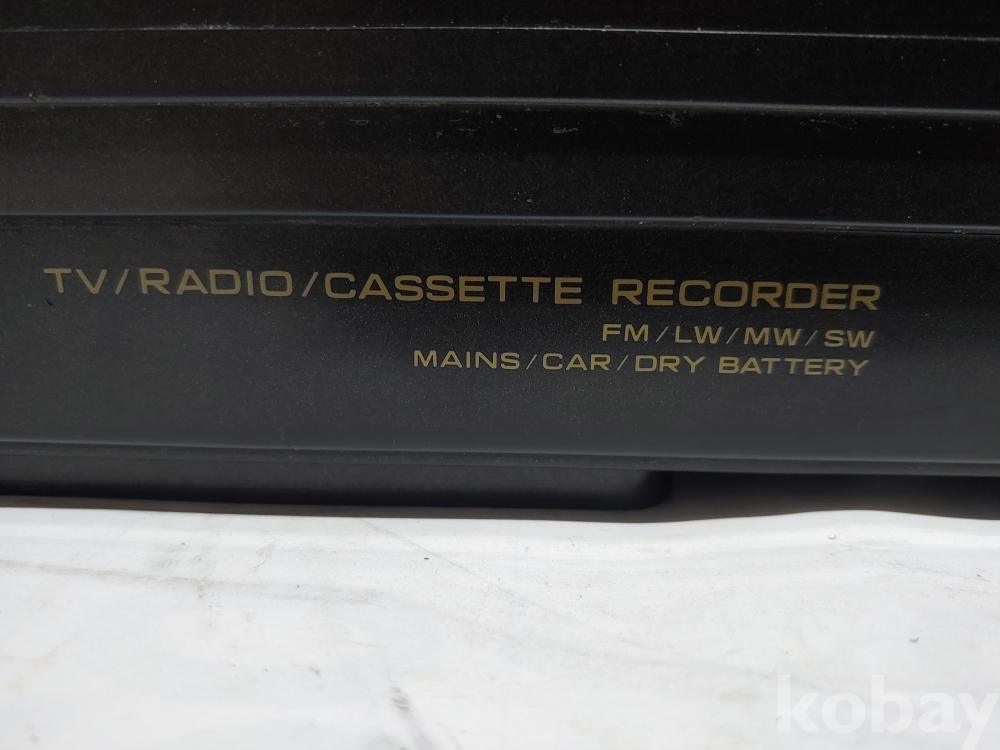 TV/RADIO/CASSETTE RECORDER
FM/LW/MW/SW
MAINS/CAR/DRY BATTERY
kobay